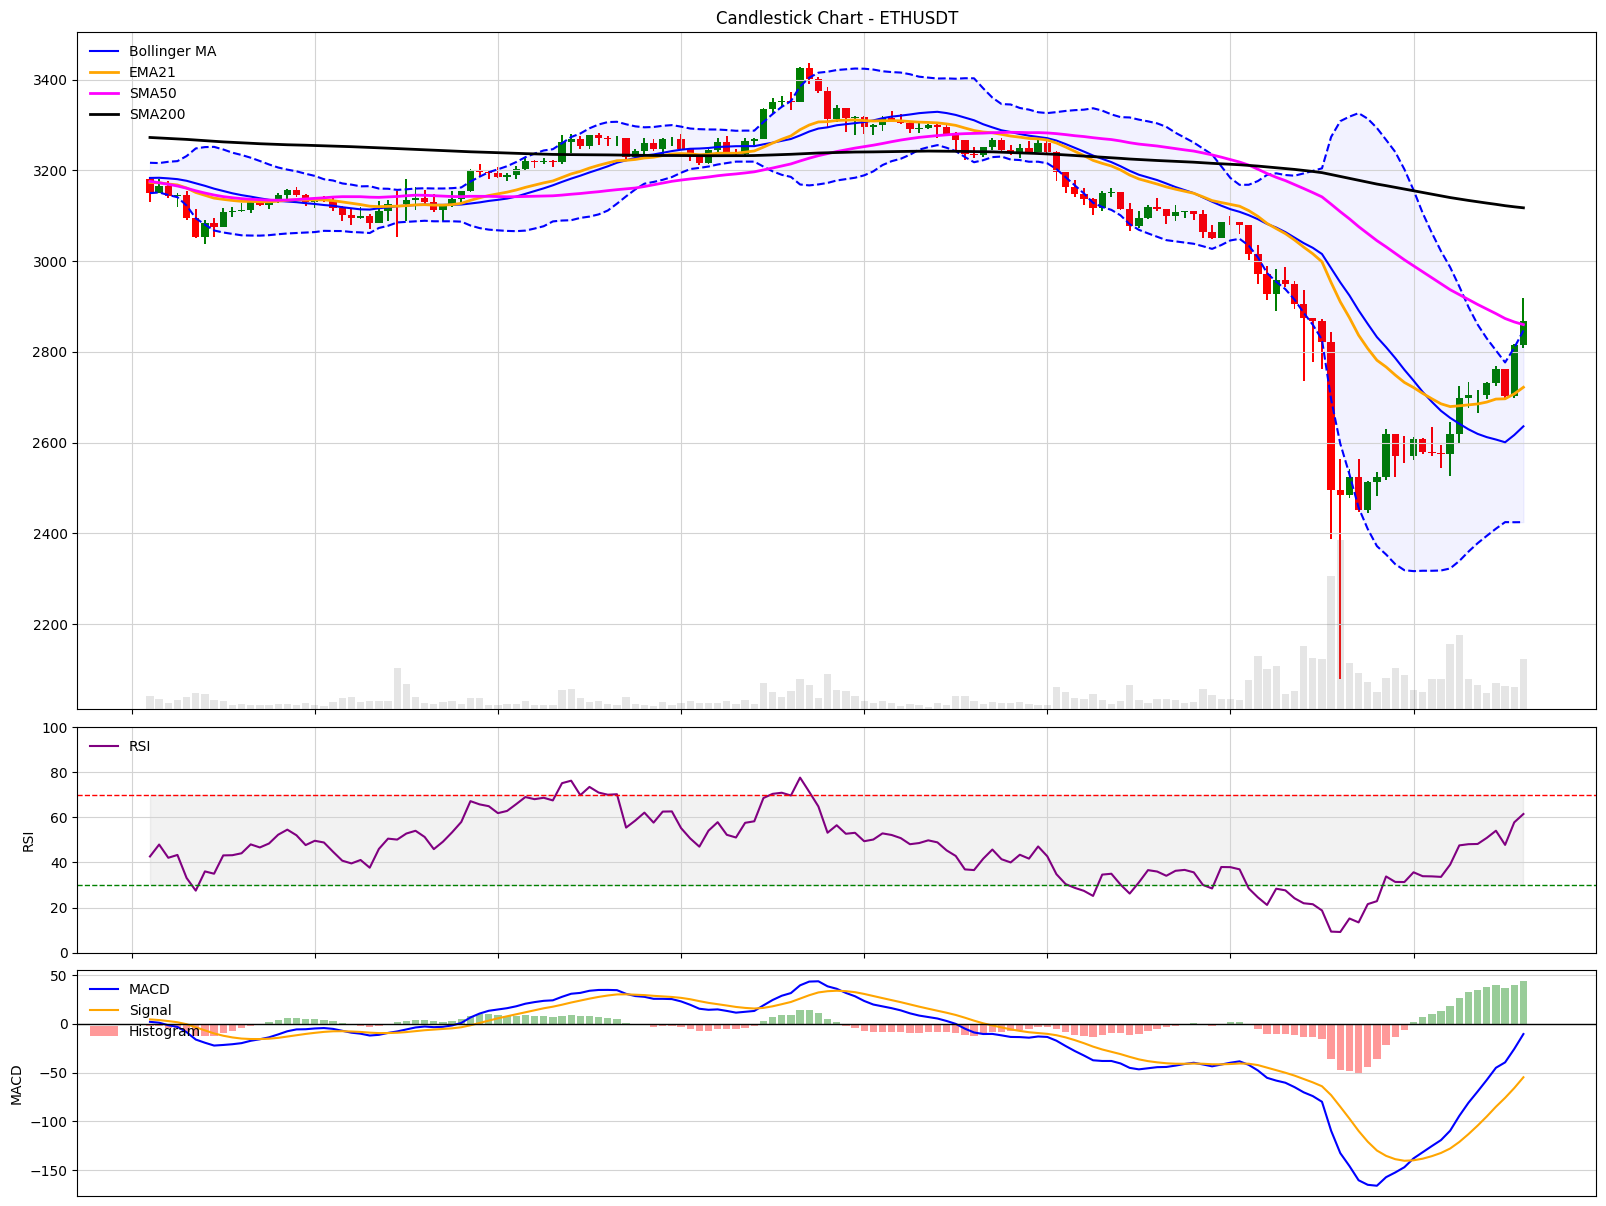 Candlestick Chart - ETHUSDT
Bollinger MA
EMA21
SMA50
SMA200
3400
3200
3000
2800
2600
2400
2200
RSI
100
80
60
40
20
0
RSI
MACD
Signal
Histogram
50
0
−50
−100
−150
MACD